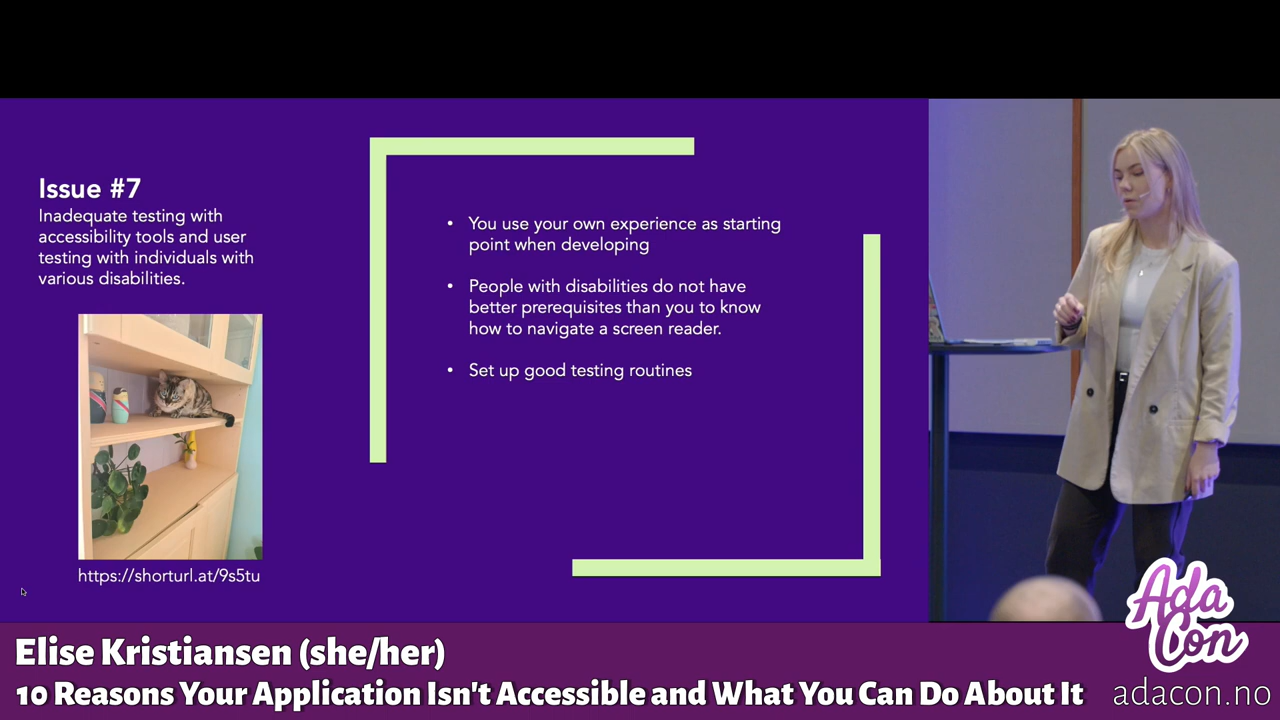 Issue #7
Inadequate testing with
accessibility tools and user
testing with individuals with
various disabilities.
https://shorturl.at/9s5tu
• You use your own experience as starting
point when developing
• People with disabilities do not have
better prerequisites than you to know
how to navigate a screen reader.
• Set up good testing routines
Elise Kristiansen (she/her)
10 Reasons Your Application Isn't Accessible and What You Can Do About It
Ada
Con
adacon.no